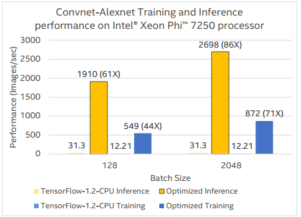 Convnet-Alexnet Training and Inference
performance on Intel® Xeon Phi™ 7250 processor
Performance (Images/sec)
3000
2500
2000
1500
1000
500
0
1910 (61X)
549 (44X)
31.3
12.21
2698 (86X)
872 (71X)
31.3
12.21
128
2048
Batch Size
TensorFlow-1.2-CPU Inference
Optimized Inference
TensorFlow-1.2-CPU Training
Optimized Training